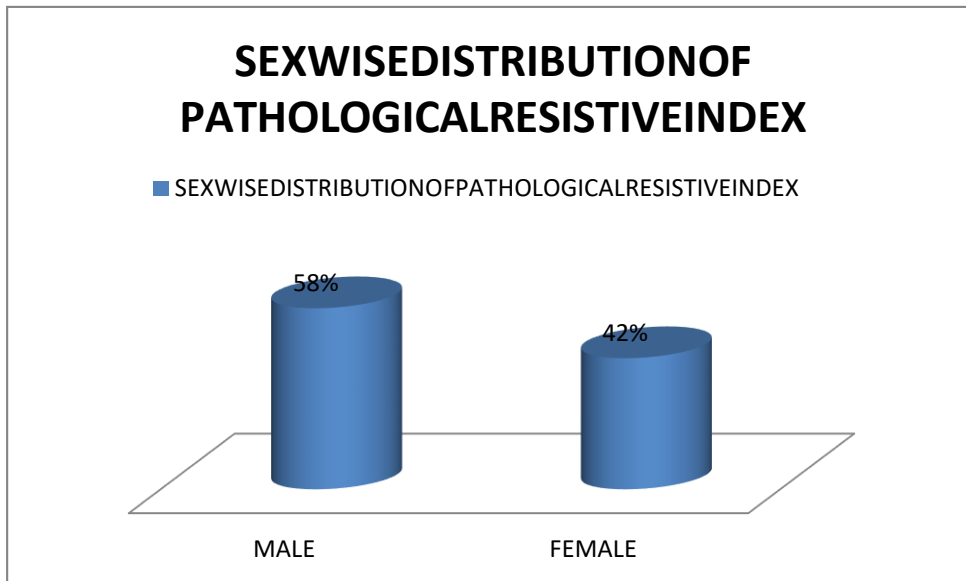 SEXWISEDISTRIBUTIONOF
PATHOLOGICALRESISTIVEINDEX
SEXWISEDISTRIBUTIONOFPATHOLOGICALRESISTIVEINDEX
58%
42%
MALE
FEMALE